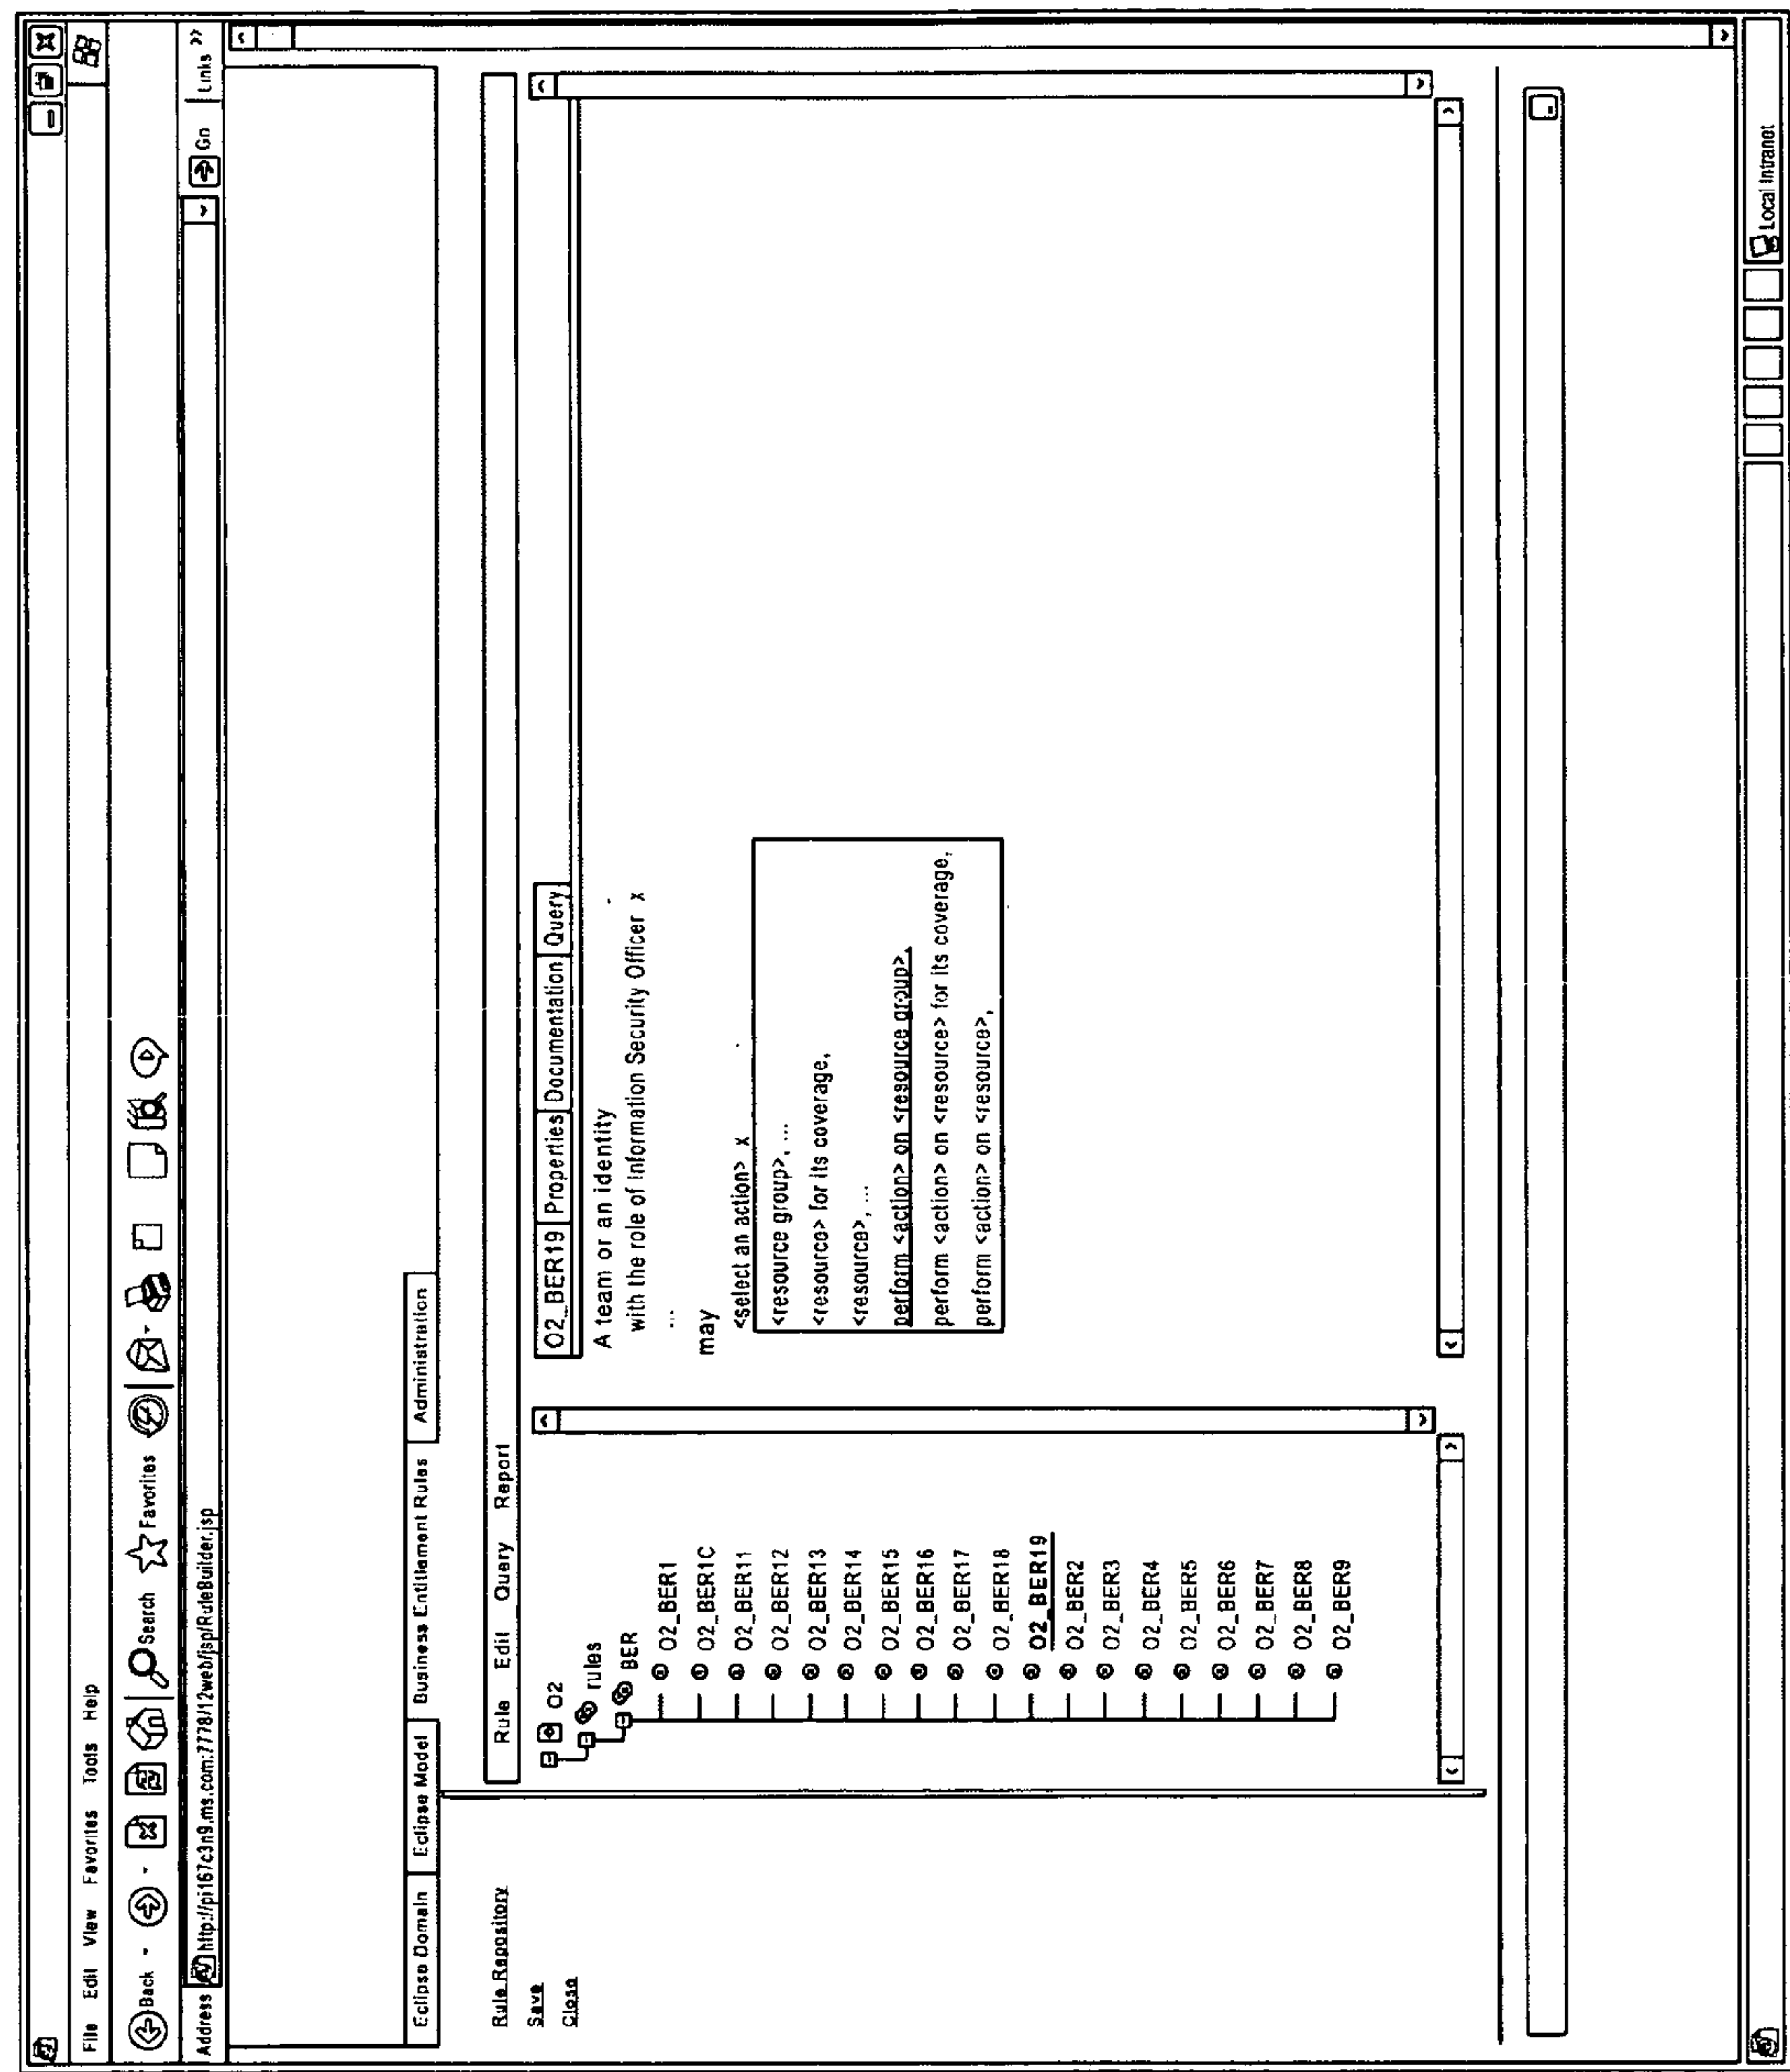 File Edit View Favorites Tools Help
Back Search Favorites
Address http://pi167c3n9.ms.com:7778/12web/jsp/RuleBuilder.jsp Go Links »
Eclipse Domain Eclipse Model Business Entitlement Rules Administration
Rule Repository
Save
Close
Rule Edit Query Report
O2
rules
BER
O2_BER1
O2_BER1C
O2_BER11
O2_BER12
O2_BER13
O2_BER14
O2_BER15
O2_BER16
O2_BER17
O2_BER18
O2_BER19
O2_BER2
O2_BER3
O2_BER4
O2_BER5
O2_BER6
O2_BER7
O2_BER8
O2_BER9
O2_BER19 Properties Documentation Query
A team or an identity
with the role of Information Security Officer x
...
may
<select an action> x
<resource group>, ...
<resource> for its coverage,
<resource>, ...
perform <action> on <resource group>,
perform <action> on <resource> for its coverage,
perform <action> on <resource>,
Local Intranet